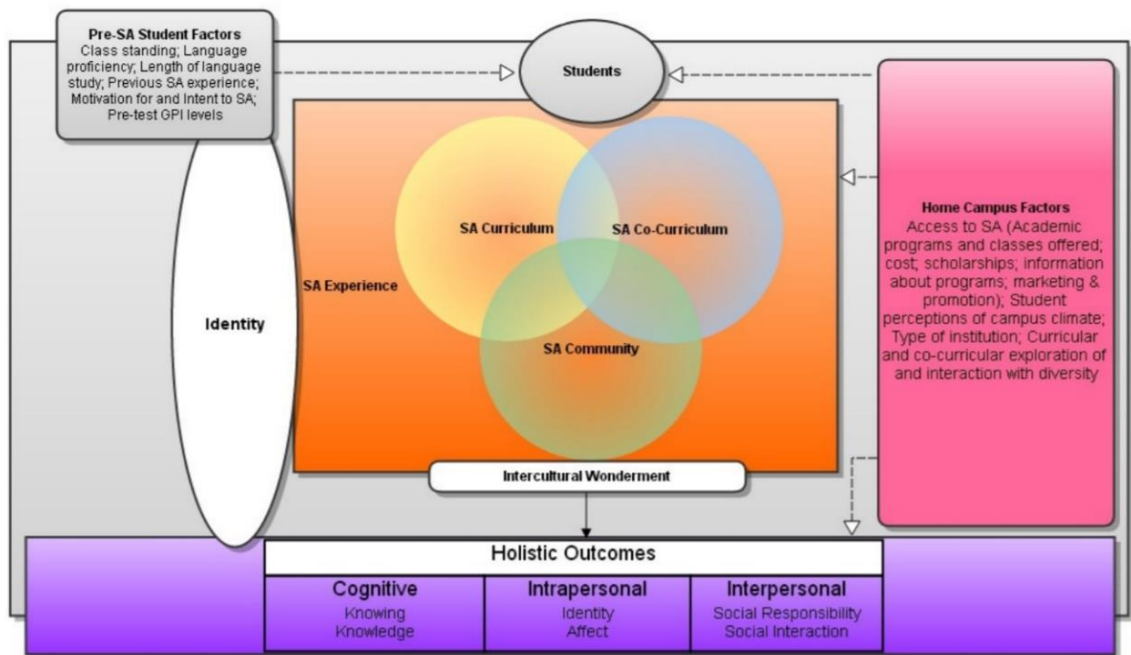 Pre-SA Student Factors
Class standing; Language
proficiency; Length of language
study; Previous SA experience;
Motivation for and Intent to SA;
Pre-test GPI levels
Students
SA Curriculum
SA Co-Curriculum
SA Experience
SA Community
Identity
Home Campus Factors
Access to SA (Academic
programs and classes offered;
cost; scholarships; information
about programs; marketing &
promotion); Student
perceptions of campus climate;
Type of institution; Curricular
and co-curricular exploration of
and interaction with diversity
Intercultural Wonderment
Holistic Outcomes
Cognitive
Knowing
Knowledge
Intrapersonal
Identity
Affect
Interpersonal
Social Responsibility
Social Interaction